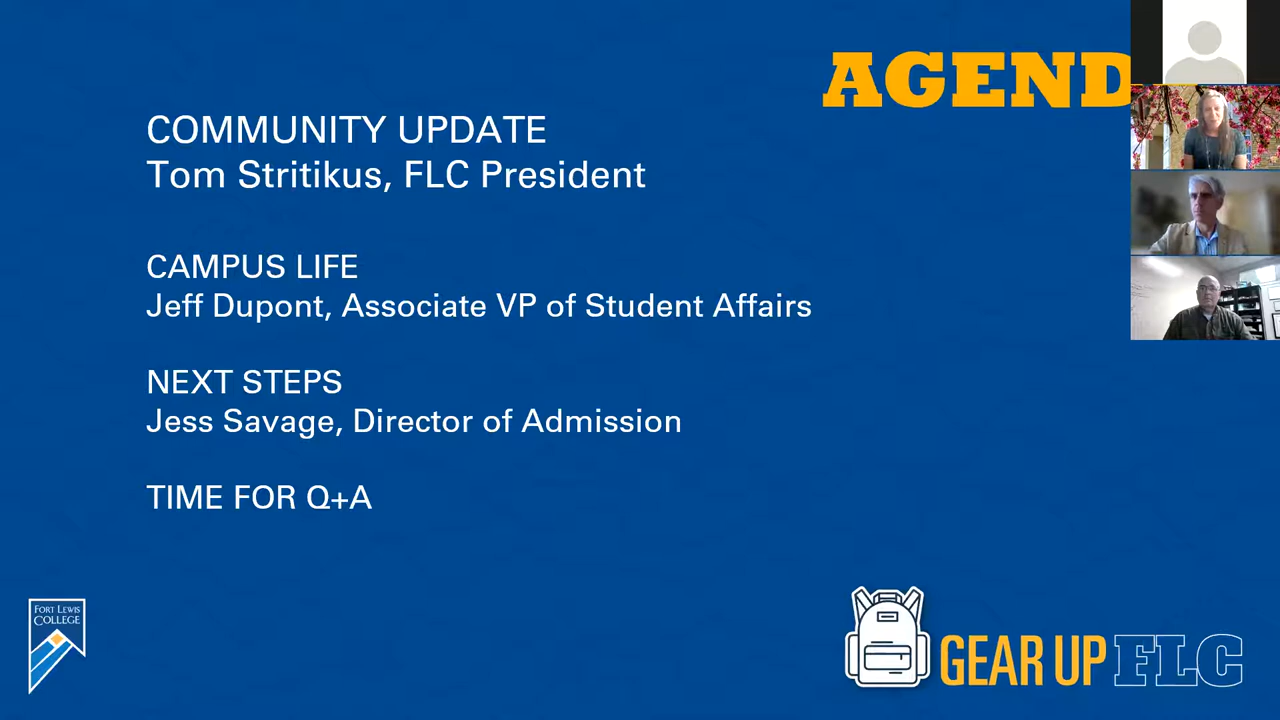 AGEND
COMMUNITY UPDATE
Tom Stritikus, FLC President
CAMPUS LIFE
Jeff Dupont, Associate VP of Student Affairs
NEXT STEPS
Jess Savage, Director of Admission
TIME FOR Q+A
FORT LEWIS
COLLEGE
GEAR UP FLC